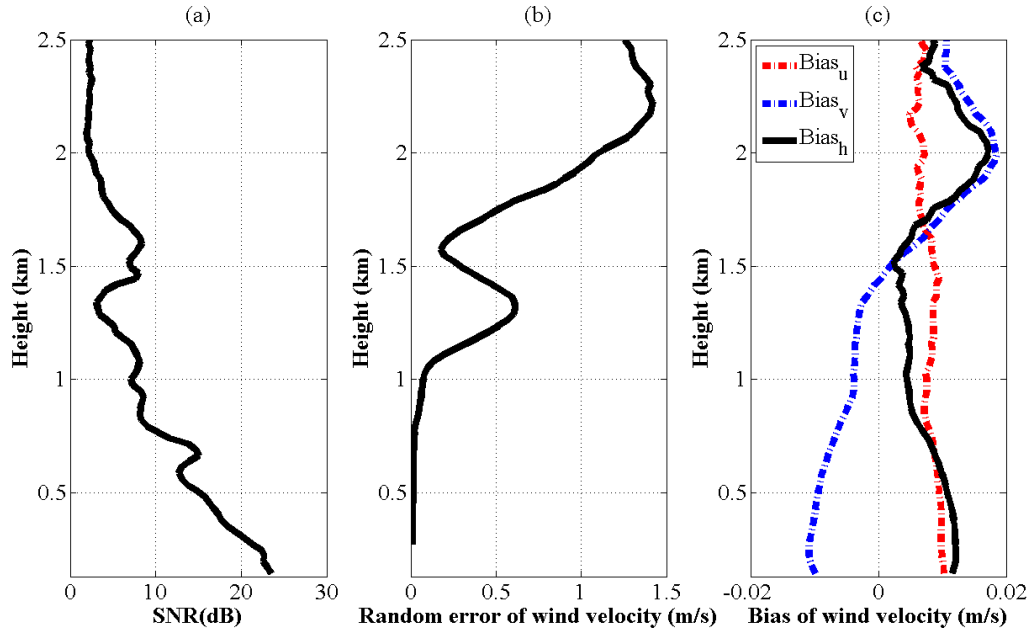 (a)
(b)
(c)
2.5
2
1.5
1
0.5
Height (km)
0
10
20
30
SNR(dB)
2.5
2
1.5
1
0.5
Height (km)
0
0.5
1
1.5
Random error of wind velocity (m/s)
2.5
2
1.5
1
0.5
Height (km)
Bias_u
Bias_v
Bias_h
-0.02
0
0.02
Bias of wind velocity (m/s)